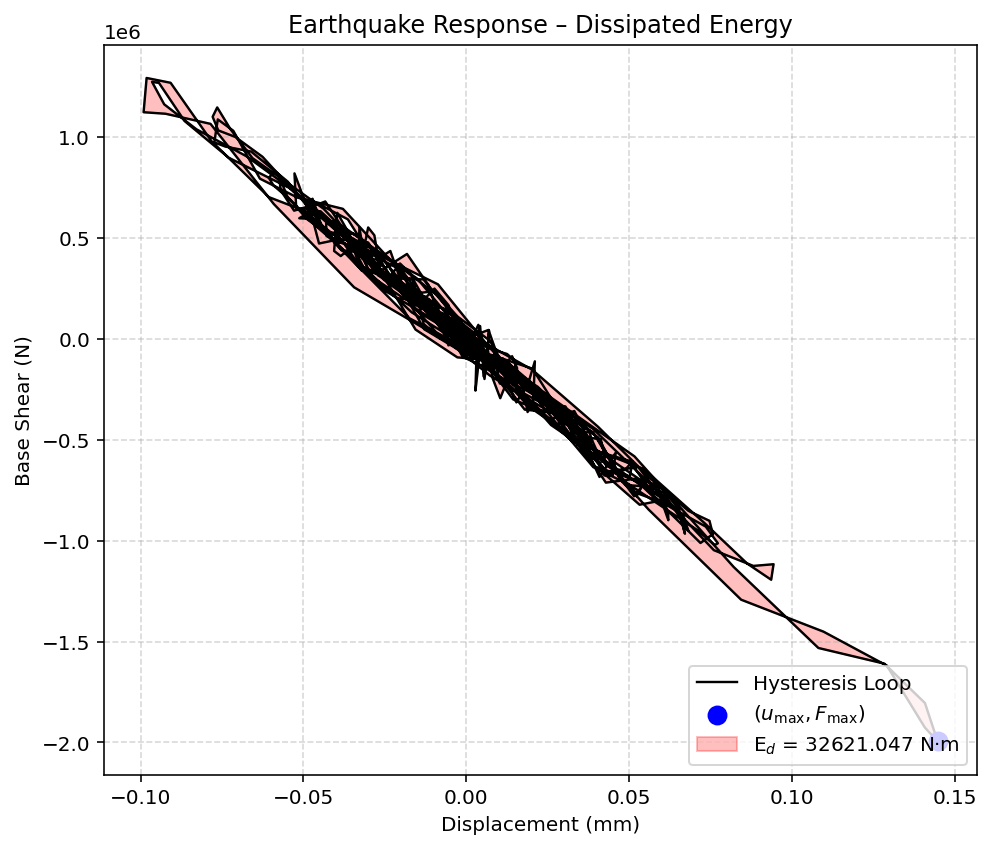 Earthquake Response – Dissipated Energy
1e6
1.0
0.5
0.0
−0.5
−1.0
−1.5
−2.0
Base Shear (N)
Hysteresis Loop
(u_max, F_max)
E_d = 32621.047 N·m
−0.10
−0.05
0.00
0.05
0.10
0.15
Displacement (mm)